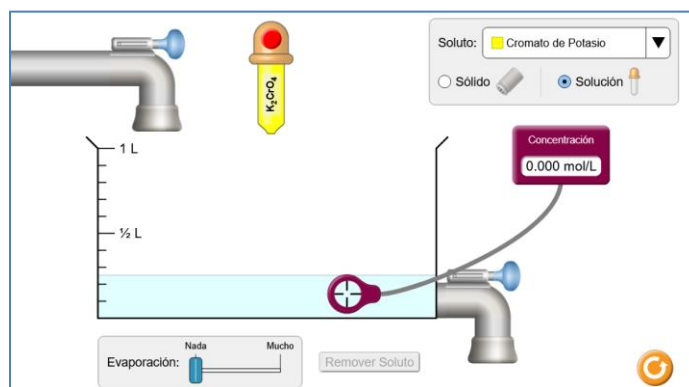 Soluto: Cromato de Potasio
Sólido
Solución
K₂CrO₄
Concentración
0.000 mol/L
1 L
½ L
Evaporación:
Nada
Mucho
Remover Soluto